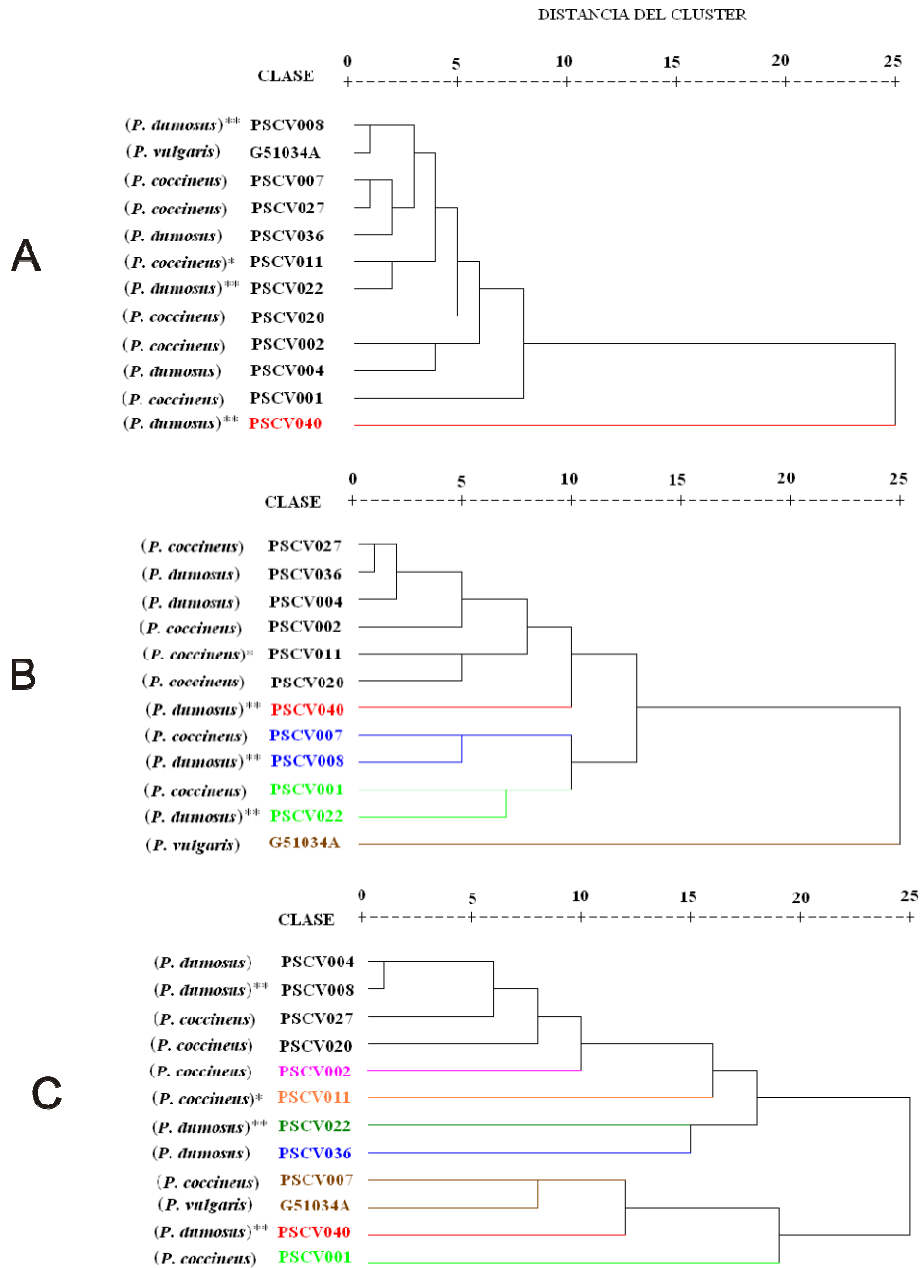 DISTANCIA DEL CLUSTER
0 5 10 15 20 25
CLASE
(P. dumosus)** PSCV008
(P. vulgaris) G51034A
(P. coccineus) PSCV007
(P. coccineus) PSCV027
(P. dumosus) PSCV036
A
(P. coccineus)* PSCV011
(P. dumosus)** PSCV022
(P. coccineus) PSCV020
(P. coccineus) PSCV002
(P. dumosus) PSCV004
(P. coccineus) PSCV001
(P. dumosus)** PSCV040
0 5 10 15 20 25
CLASE
(P. coccineus) PSCV027
(P. dumosus) PSCV036
(P. dumosus) PSCV004
(P. coccineus) PSCV002
(P. coccineus)* PSCV011
B
(P. coccineus) PSCV020
(P. dumosus)** PSCV040
(P. coccineus) PSCV007
(P. dumosus)** PSCV008
(P. coccineus) PSCV001
(P. dumosus)** PSCV022
(P. vulgaris) G51034A
0 5 10 15 20 25
CLASE
(P. dumosus) PSCV004
(P. dumosus)** PSCV008
(P. coccineus) PSCV027
(P. coccineus) PSCV020
(P. coccineus) PSCV002
C
(P. coccineus)* PSCV011
(P. dumosus)** PSCV022
(P. dumosus) PSCV036
(P. coccineus) PSCV007
(P. vulgaris) G51034A
(P. dumosus)** PSCV040
(P. coccineus) PSCV001